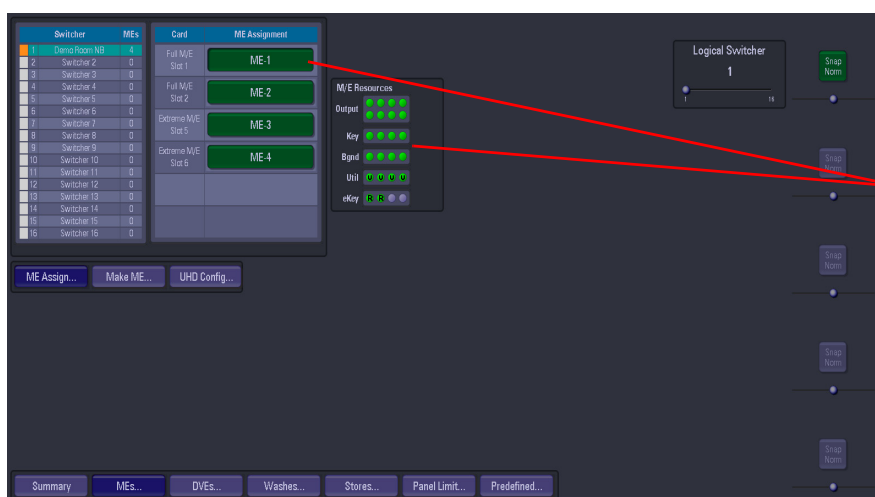 Switcher MEs
1 Demo Room NB 4
2 Switcher 2 0
3 Switcher 3 0
4 Switcher 4 0
5 Switcher 5 0
6 Switcher 6 0
7 Switcher 7 0
8 Switcher 8 0
9 Switcher 9 0
10 Switcher 10 0
11 Switcher 11 0
12 Switcher 12 0
13 Switcher 13 0
14 Switcher 14 0
15 Switcher 15 0
16 Switcher 16 0
Card ME Assignment
Full M/E
Slot 1
ME-1
Full M/E
Slot 2
ME-2
Extreme M/E
Slot 5
ME-3
Extreme M/E
Slot 6
ME-4
M/E Resources
Output
Key
Bgnd
Util U U U U
eKey R R
Logical Switcher
1
1 16
Snap
Norm
Snap
Norm
Snap
Norm
Snap
Norm
Snap
Norm
ME Assign... Make ME... UHD Config...
Summary MEs... DVEs... Washes... Stores... Panel Limit... Predefined...